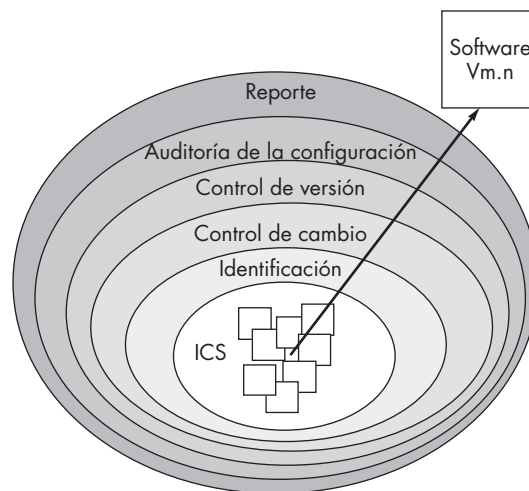 Software
Vm.n
Reporte
Auditoría de la configuración
Control de versión
Control de cambio
Identificación
ICS